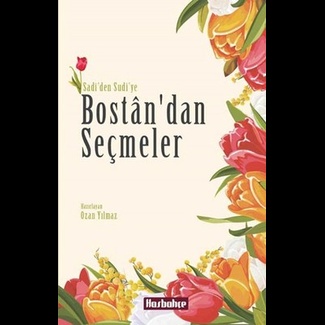 Sadi'den Sudi'ye
Bostân'dan
Seçmeler
Hazırlayan
Ozan Yılmaz
Hasbahçe